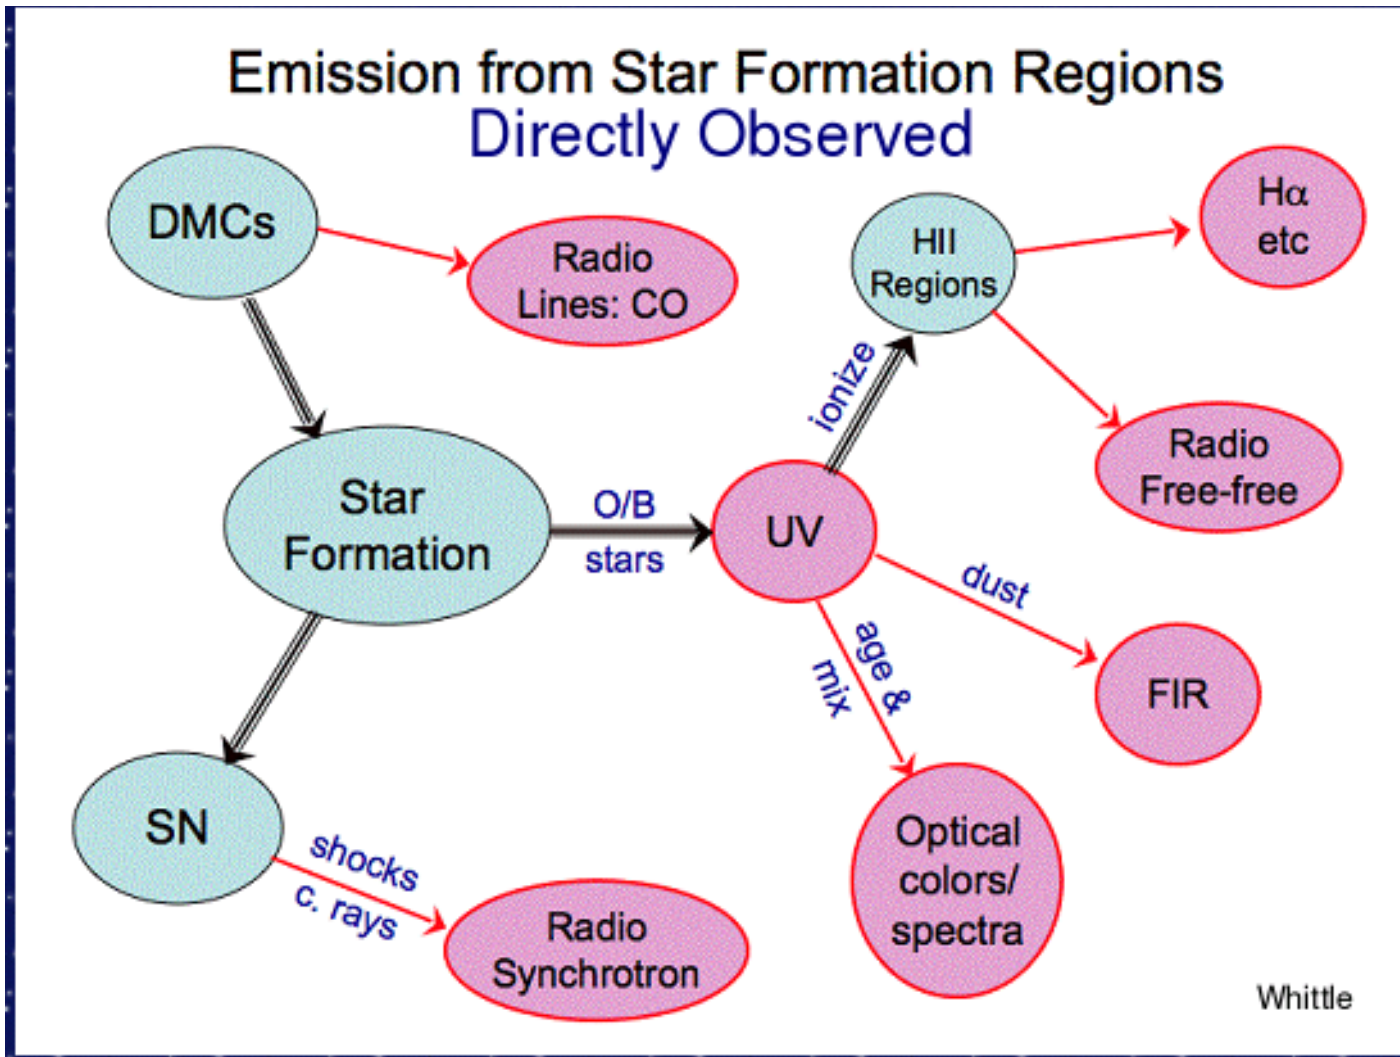 Emission from Star Formation Regions
Directly Observed
DMCs
Radio
Lines: CO
HII
Regions
Hα
etc
ionize
Radio
Free-free
Star
Formation
O/B
stars
UV
dust
age &
mix
FIR
SN
shocks
c. rays
Radio
Synchrotron
Optical
colors/
spectra
Whittle